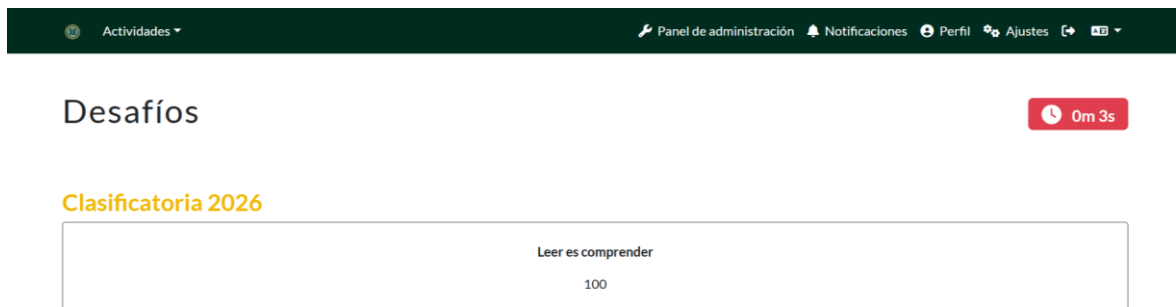 Actividades Panel de administración Notificaciones Perfil Ajustes
Desafíos 0m 3s
Clasificatoria 2026
Leer es comprender
100